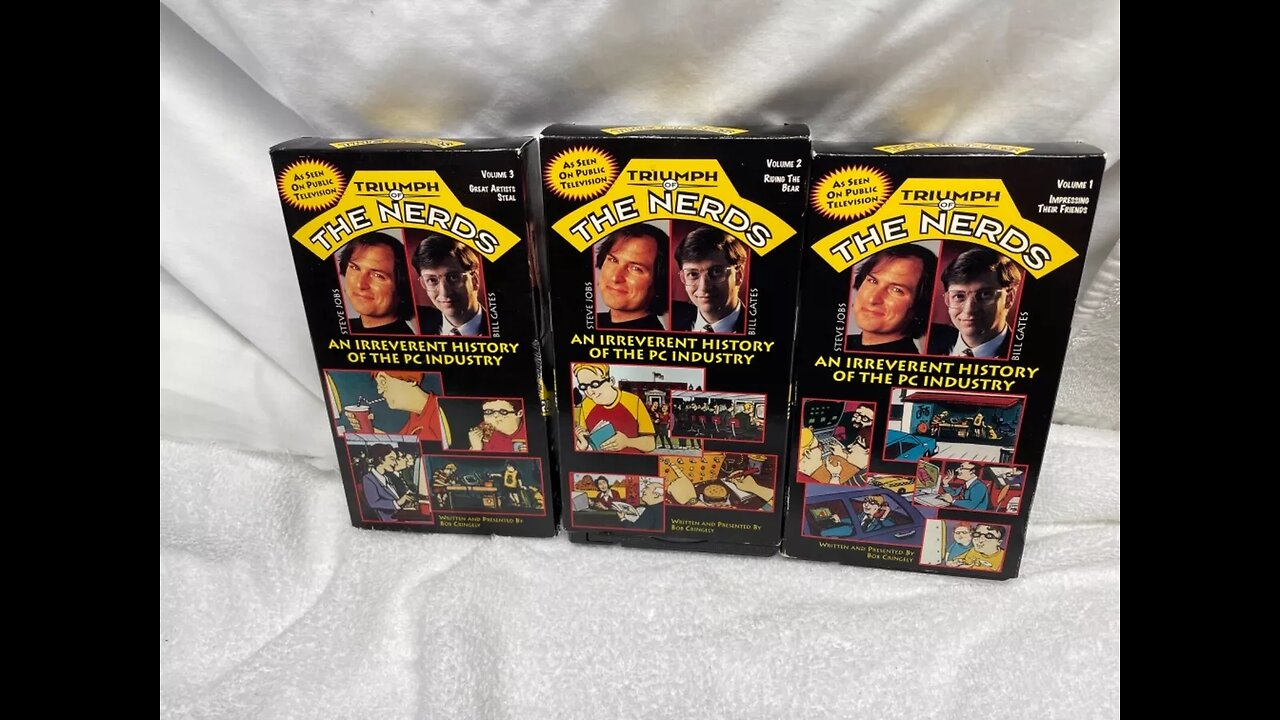 AS SEEN
ON PUBLIC
TELEVISION
VOLUME 3
GREAT ARTISTS
STEAL
TRIUMPH
OF
THE NERDS
STEVE JOBS
BILL GATES
AN IRREVERENT HISTORY
OF THE PC INDUSTRY
WRITTEN AND PRESENTED BY
BOB CRINGELY
AS SEEN
ON PUBLIC
TELEVISION
VOLUME 2
RIDING THE
BEAR
TRIUMPH
OF
THE NERDS
STEVE JOBS
BILL GATES
AN IRREVERENT HISTORY
OF THE PC INDUSTRY
WRITTEN AND PRESENTED BY
BOB CRINGELY
AS SEEN
ON PUBLIC
TELEVISION
VOLUME 1
IMPRESSING
THEIR FRIENDS
TRIUMPH
OF
THE NERDS
STEVE JOBS
BILL GATES
AN IRREVERENT HISTORY
OF THE PC INDUSTRY
WRITTEN AND PRESENTED BY
BOB CRINGELY